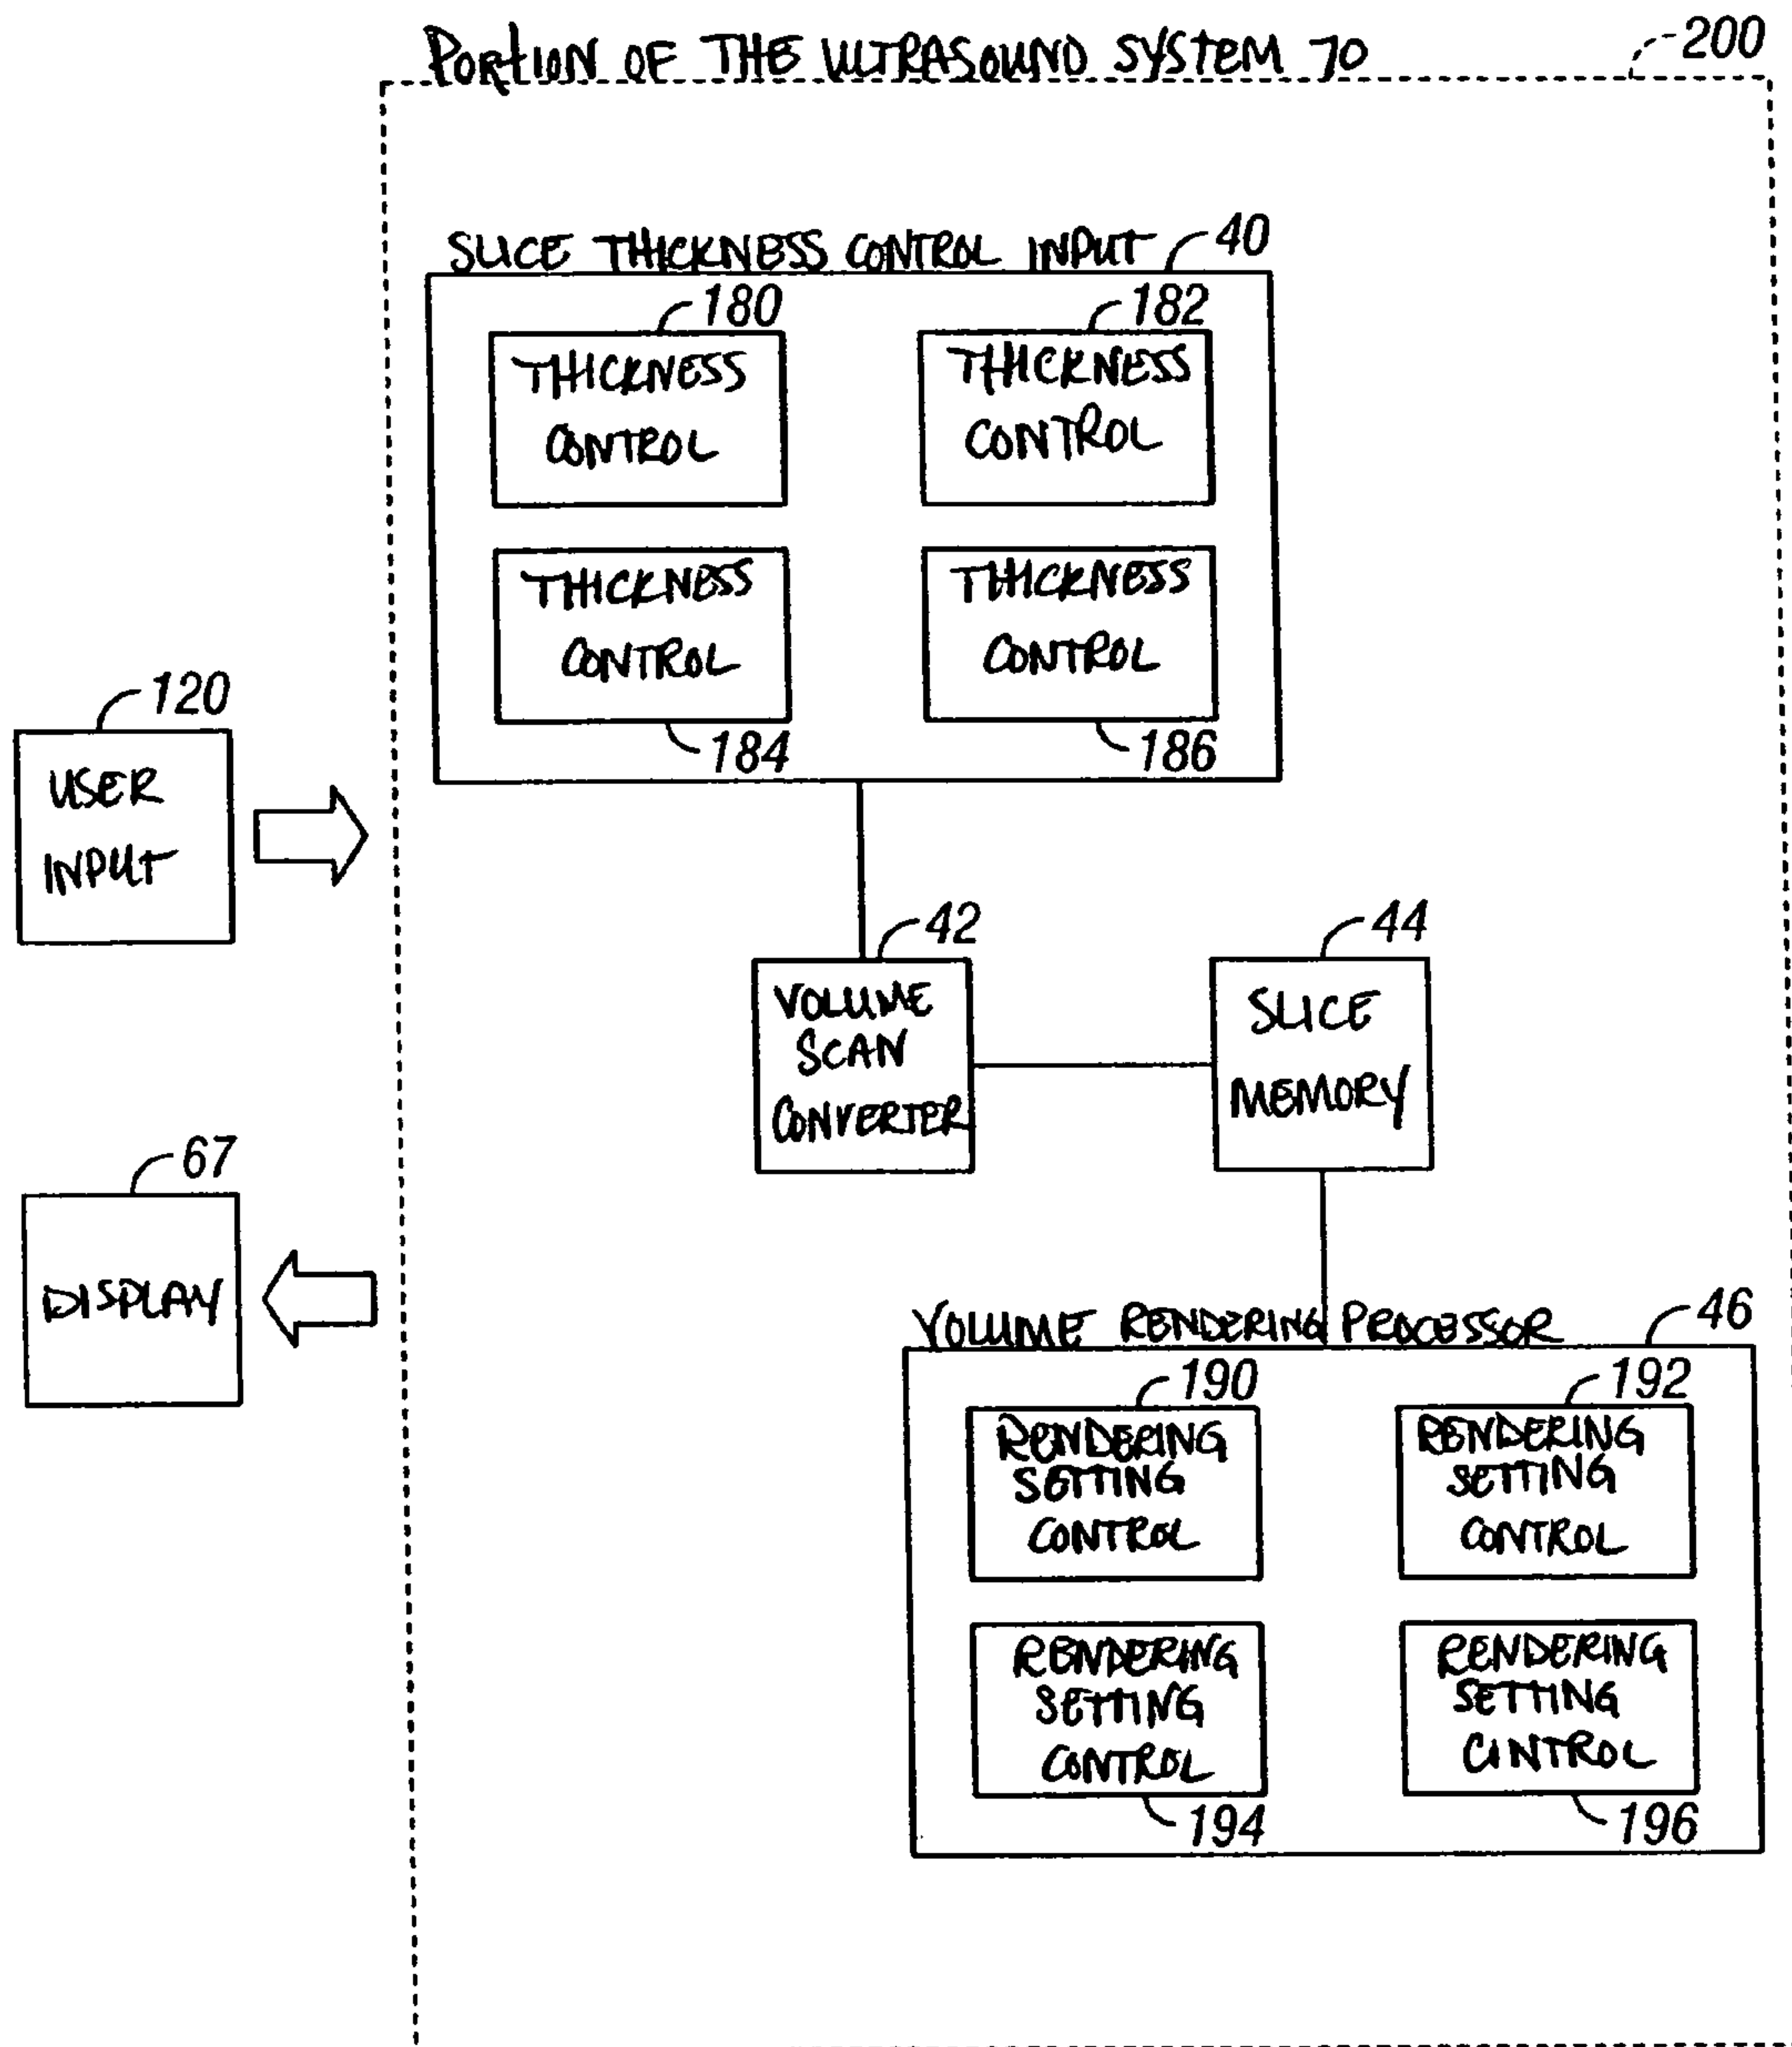 PORTION OF THE ULTRASOUND SYSTEM 70
200
SLICE THICKNESS CONTROL INPUT
40
180
THICKNESS
CONTROL
182
THICKNESS
CONTROL
THICKNESS
CONTROL
184
THICKNESS
CONTROL
186
120
USER
INPUT
42
VOLUME
SCAN
CONVERTER
44
SLICE
MEMORY
67
DISPLAY
VOLUME RENDERING PROCESSOR
46
190
RENDERING
SETTING
CONTROL
192
RENDERING
SETTING
CONTROL
RENDERING
SETTING
CONTROL
194
RENDERING
SETTING
CONTROL
196